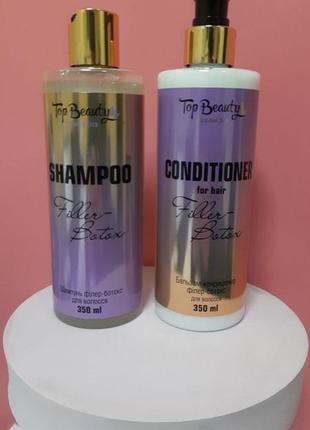 Top Beauty
SHAMPOO
Filler-
Botox
Шампунь філер-ботокс
для волосся
350 ml
Top Beauty
CONDITIONER
for hair
Filler-
Botox
Бальзам-кондиціонер
філер-ботокс
для волосся
350 ml